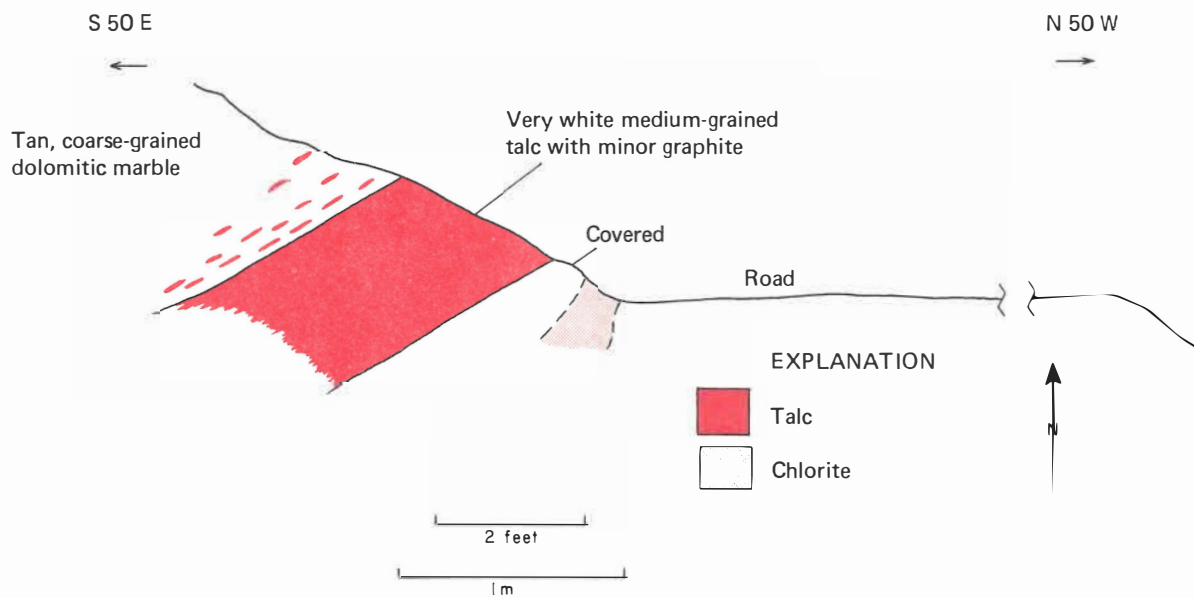 S 50 E
N 50 W
Tan, coarse-grained
dolomitic marble
Very white medium-grained
talc with minor graphite
Covered
Road
EXPLANATION
Talc
Chlorite
N
2 feet
1m